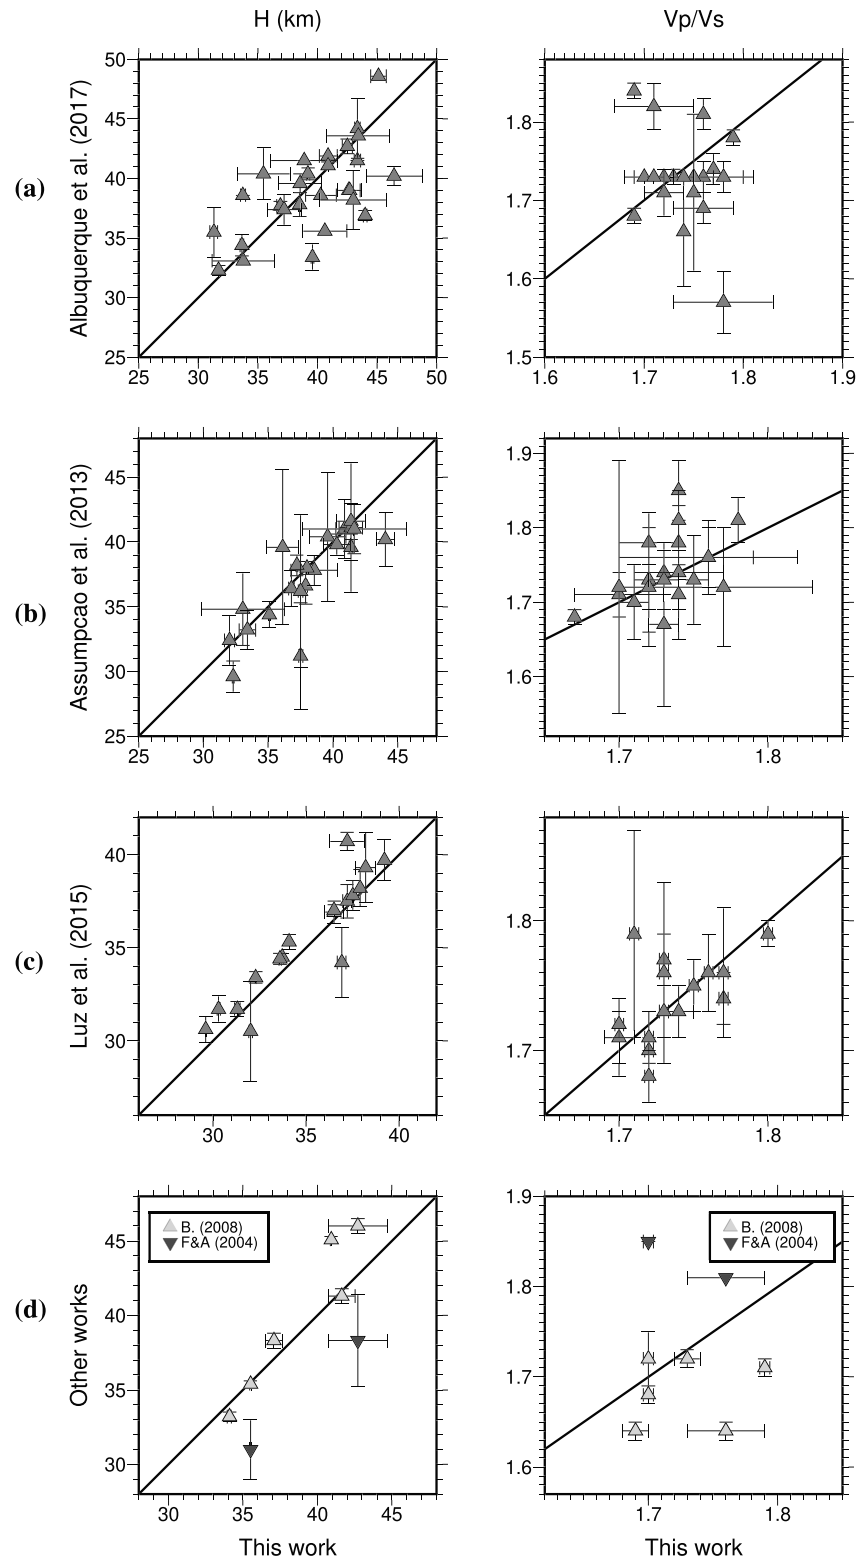 H (km) Vp/Vs
(a)
Albuquerque et al. (2017)
50
45
40
35
30
25
25 30 35 40 45 50
1.8
1.7
1.6
1.5
1.6 1.7 1.8 1.9
(b)
Assumpcao et al. (2013)
45
40
35
30
25
25 30 35 40 45
1.9
1.8
1.7
1.6
1.7 1.8
(c)
Luz et al. (2015)
40
35
30
30 35 40
1.8
1.7
1.7 1.8
(d)
Other works
45
40
35
30
B. (2008)
F&A (2004)
30 35 40 45
1.9
1.8
1.7
1.6
B. (2008)
F&A (2004)
1.7 1.8
This work This work